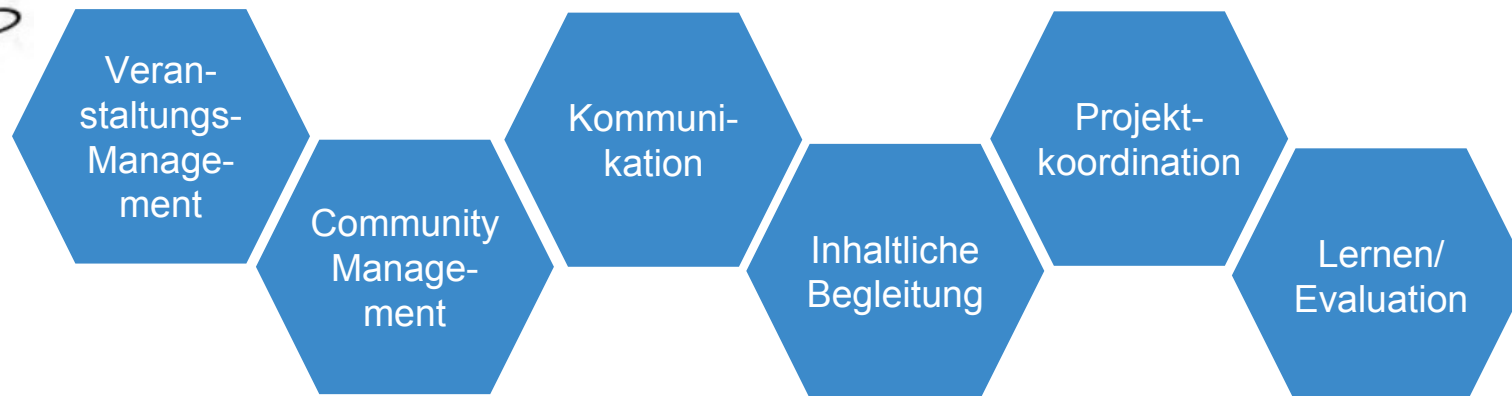 Veran-
staltungs-
Manage-
ment
Community
Manage-
ment
Kommuni-
kation
Inhaltliche
Begleitung
Projekt-
koordination
Lernen/
Evaluation